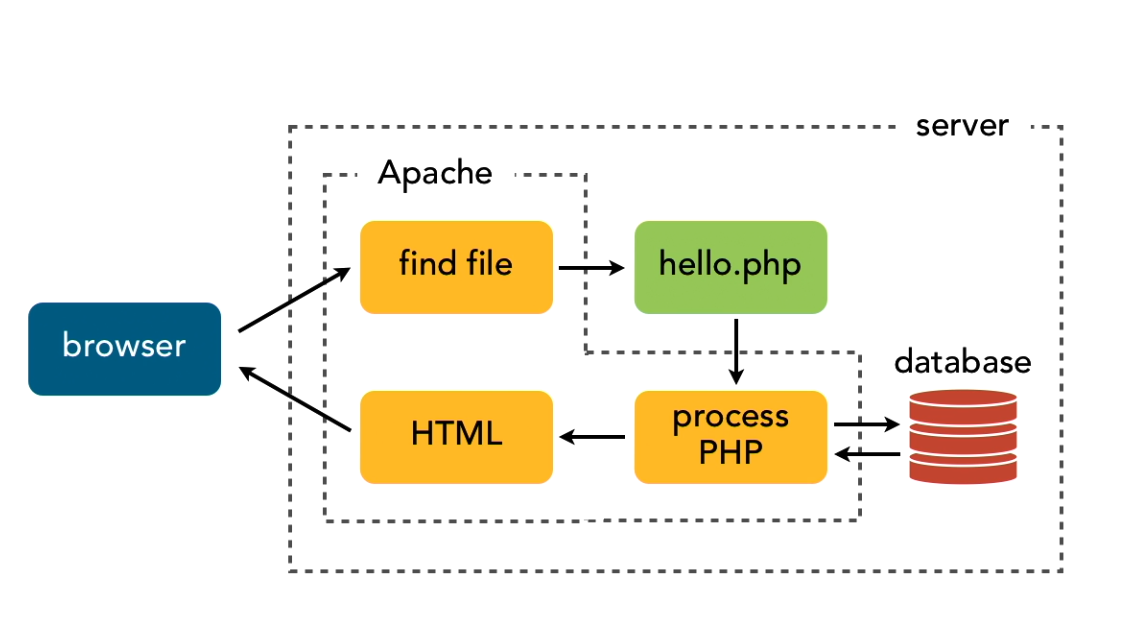 server
Apache
find file
hello.php
browser
database
HTML
process
PHP